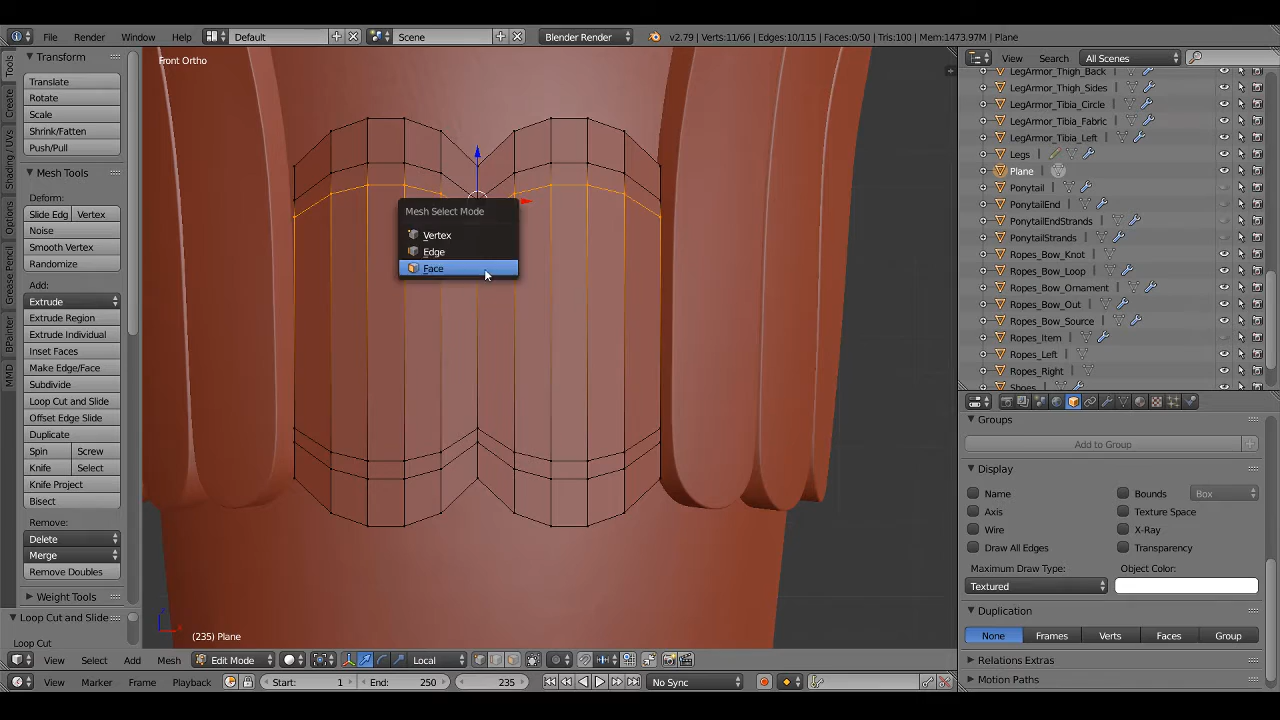 File Render Window Help Default Scene Blender Render v2.79 | Verts:11/66 | Edges:10/115 | Faces:0/50 | Tris:100 | Mem:1473.97M | Plane
Tools
Create
Shading / UVs
Options
Grease Pencil
BPainter
MMD
Transform
Translate
Rotate
Scale
Shrink/Fatten
Push/Pull
Mesh Tools
Deform:
Slide Edg Vertex
Noise
Smooth Vertex
Randomize
Add:
Extrude
Extrude Region
Extrude Individual
Inset Faces
Make Edge/Face
Subdivide
Loop Cut and Slide
Offset Edge Slide
Duplicate
Spin Screw
Knife Select
Knife Project
Bisect
Remove:
Delete
Merge
Remove Doubles
Weight Tools
Loop Cut and Slide
Loop Cut
Front Ortho
Mesh Select Mode
Vertex
Edge
Face
(235) Plane
View Search All Scenes
LegArmor_Thigh_Back
LegArmor_Thigh_Sides
LegArmor_Tibia_Circle
LegArmor_Tibia_Fabric
LegArmor_Tibia_Left
Legs
Plane
Ponytail
PonytailEnd
PonytailEndStrands
PonytailStrands
Ropes_Bow_Knot
Ropes_Bow_Loop
Ropes_Bow_Ornament
Ropes_Bow_Out
Ropes_Bow_Source
Ropes_Item
Ropes_Left
Ropes_Right
Shoes
Groups
Add to Group
Display
Name Bounds Box
Axis Texture Space
Wire X-Ray
Draw All Edges Transparency
Maximum Draw Type: Object Color:
Textured
Duplication
None Frames Verts Faces Group
Relations Extras
Motion Paths
View Select Add Mesh Edit Mode Local
View Marker Frame Playback Start: 1 End: 250 235 No Sync